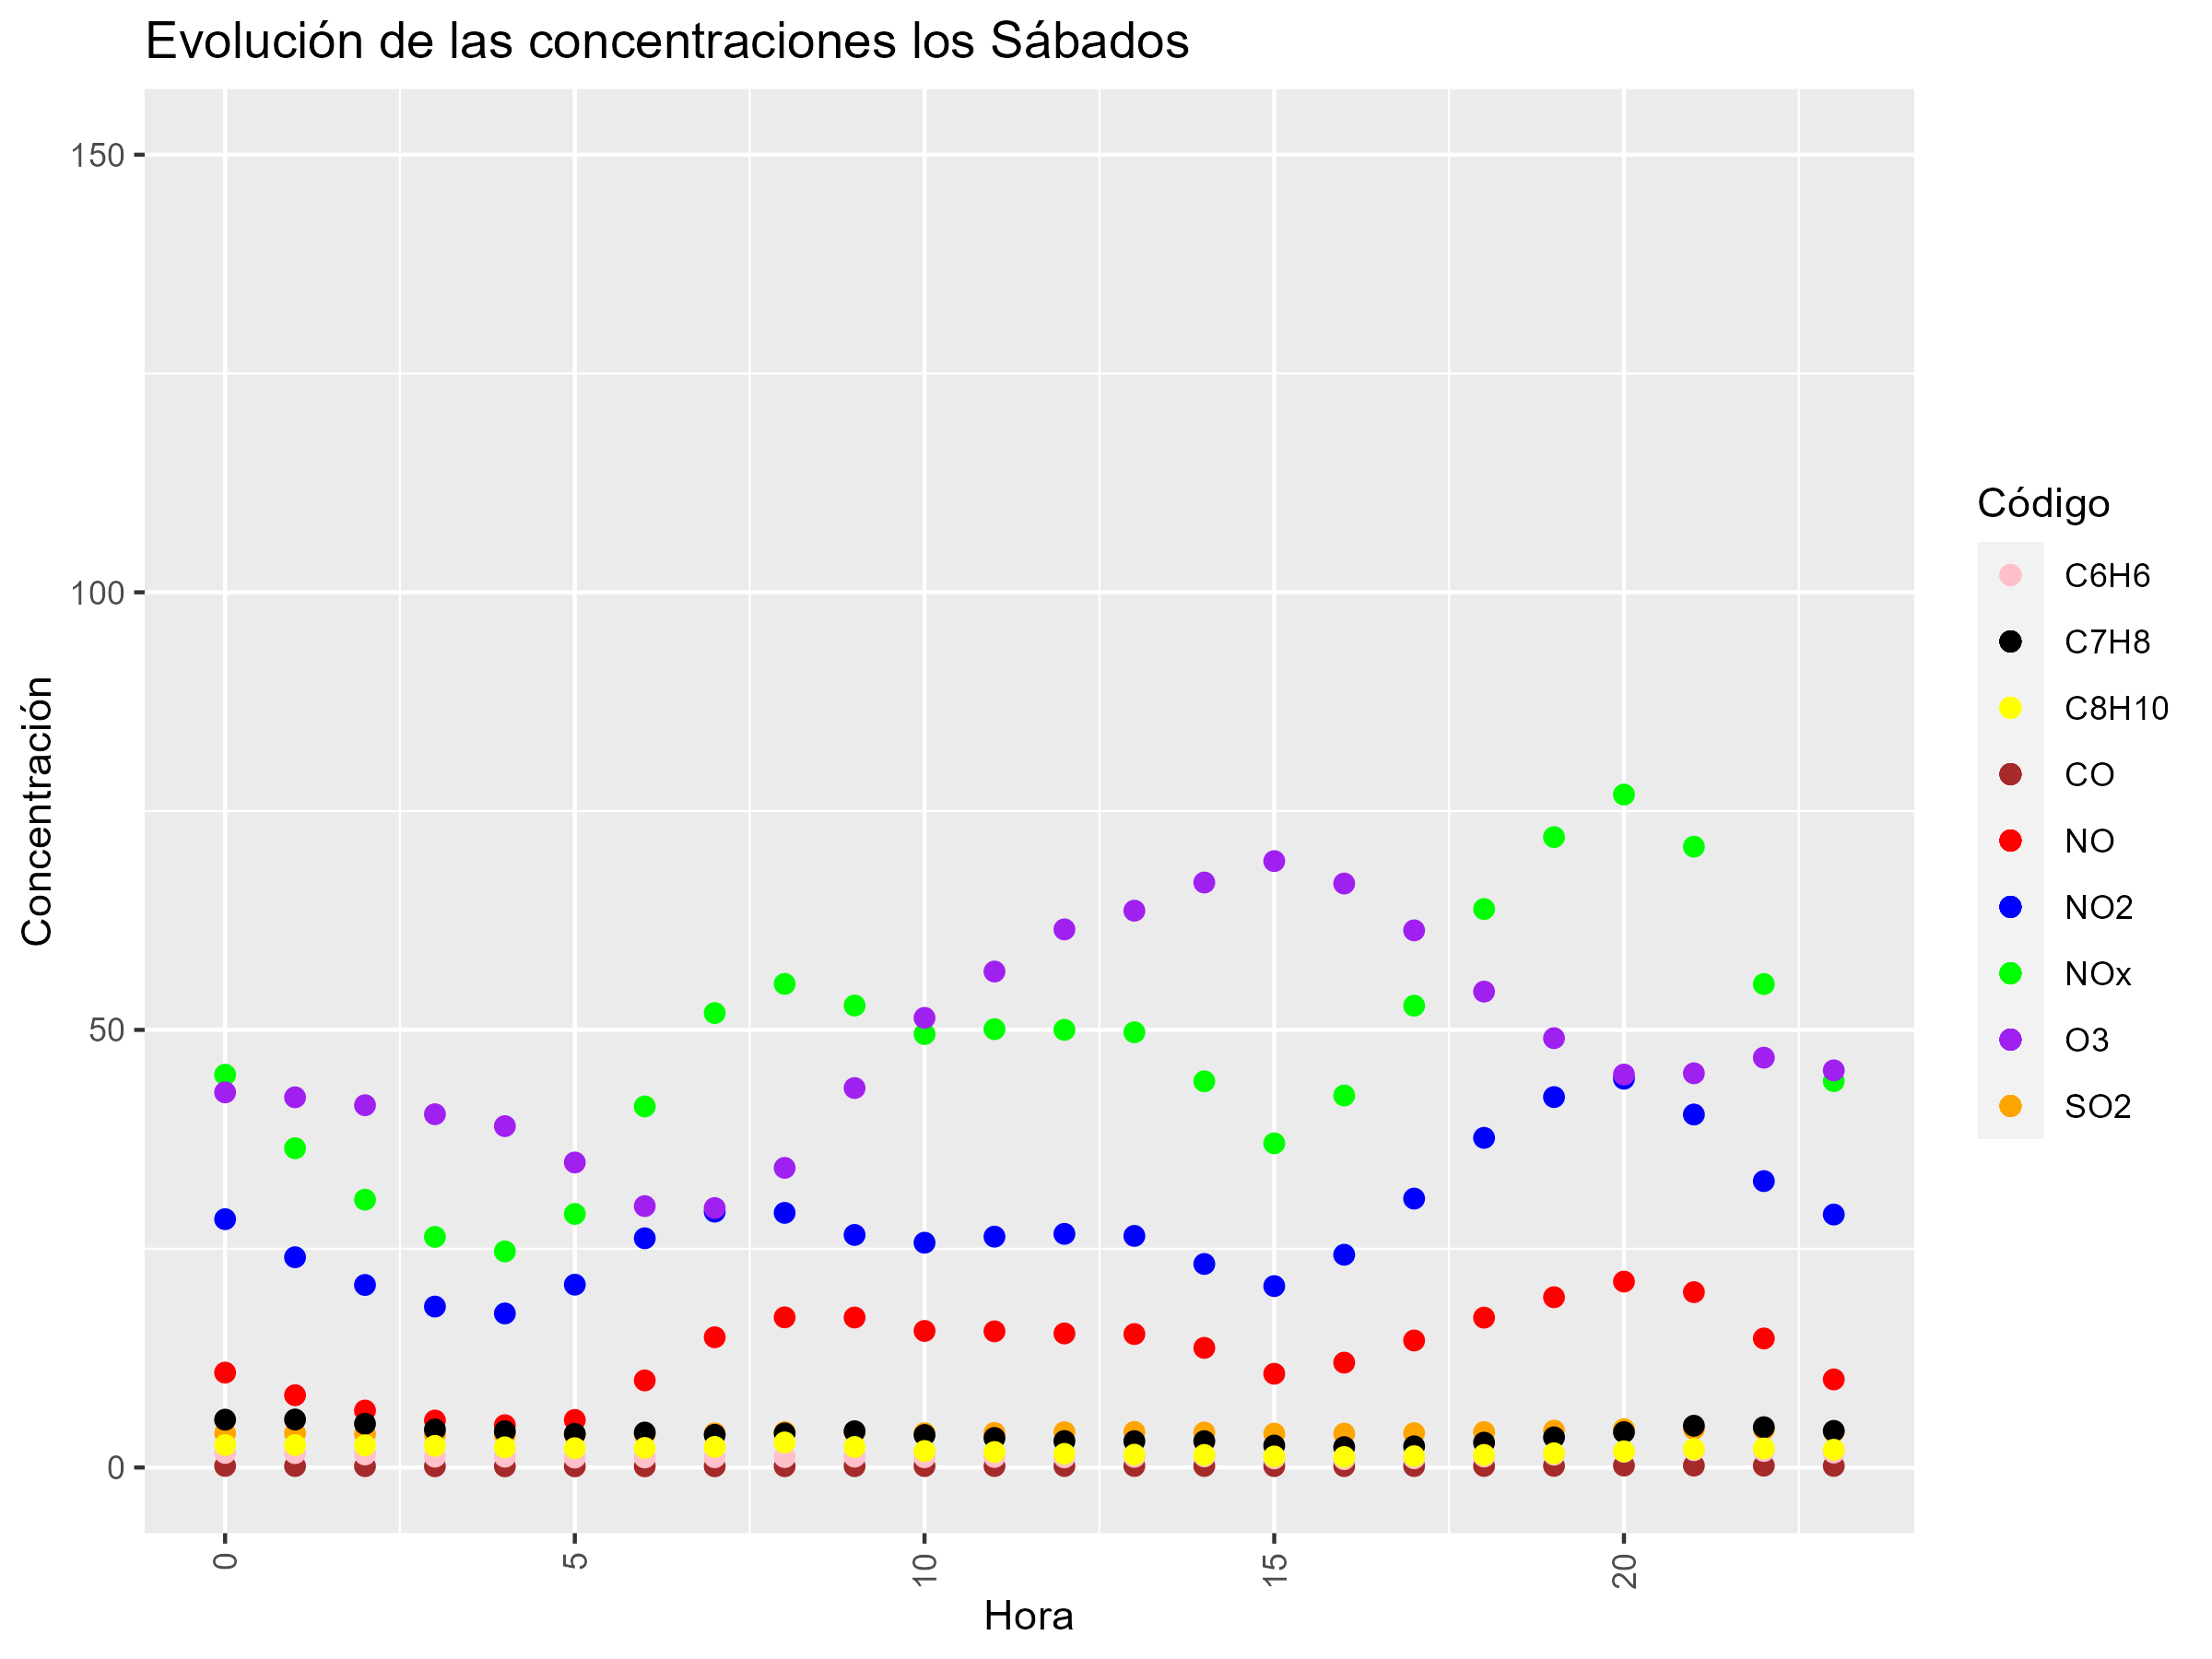 Evolución de las concentraciones los Sábados
Concentración
150
100
50
0
0
5
10
15
20
Hora
Código
C6H6
C7H8
C8H10
CO
NO
NO2
NOx
O3
SO2